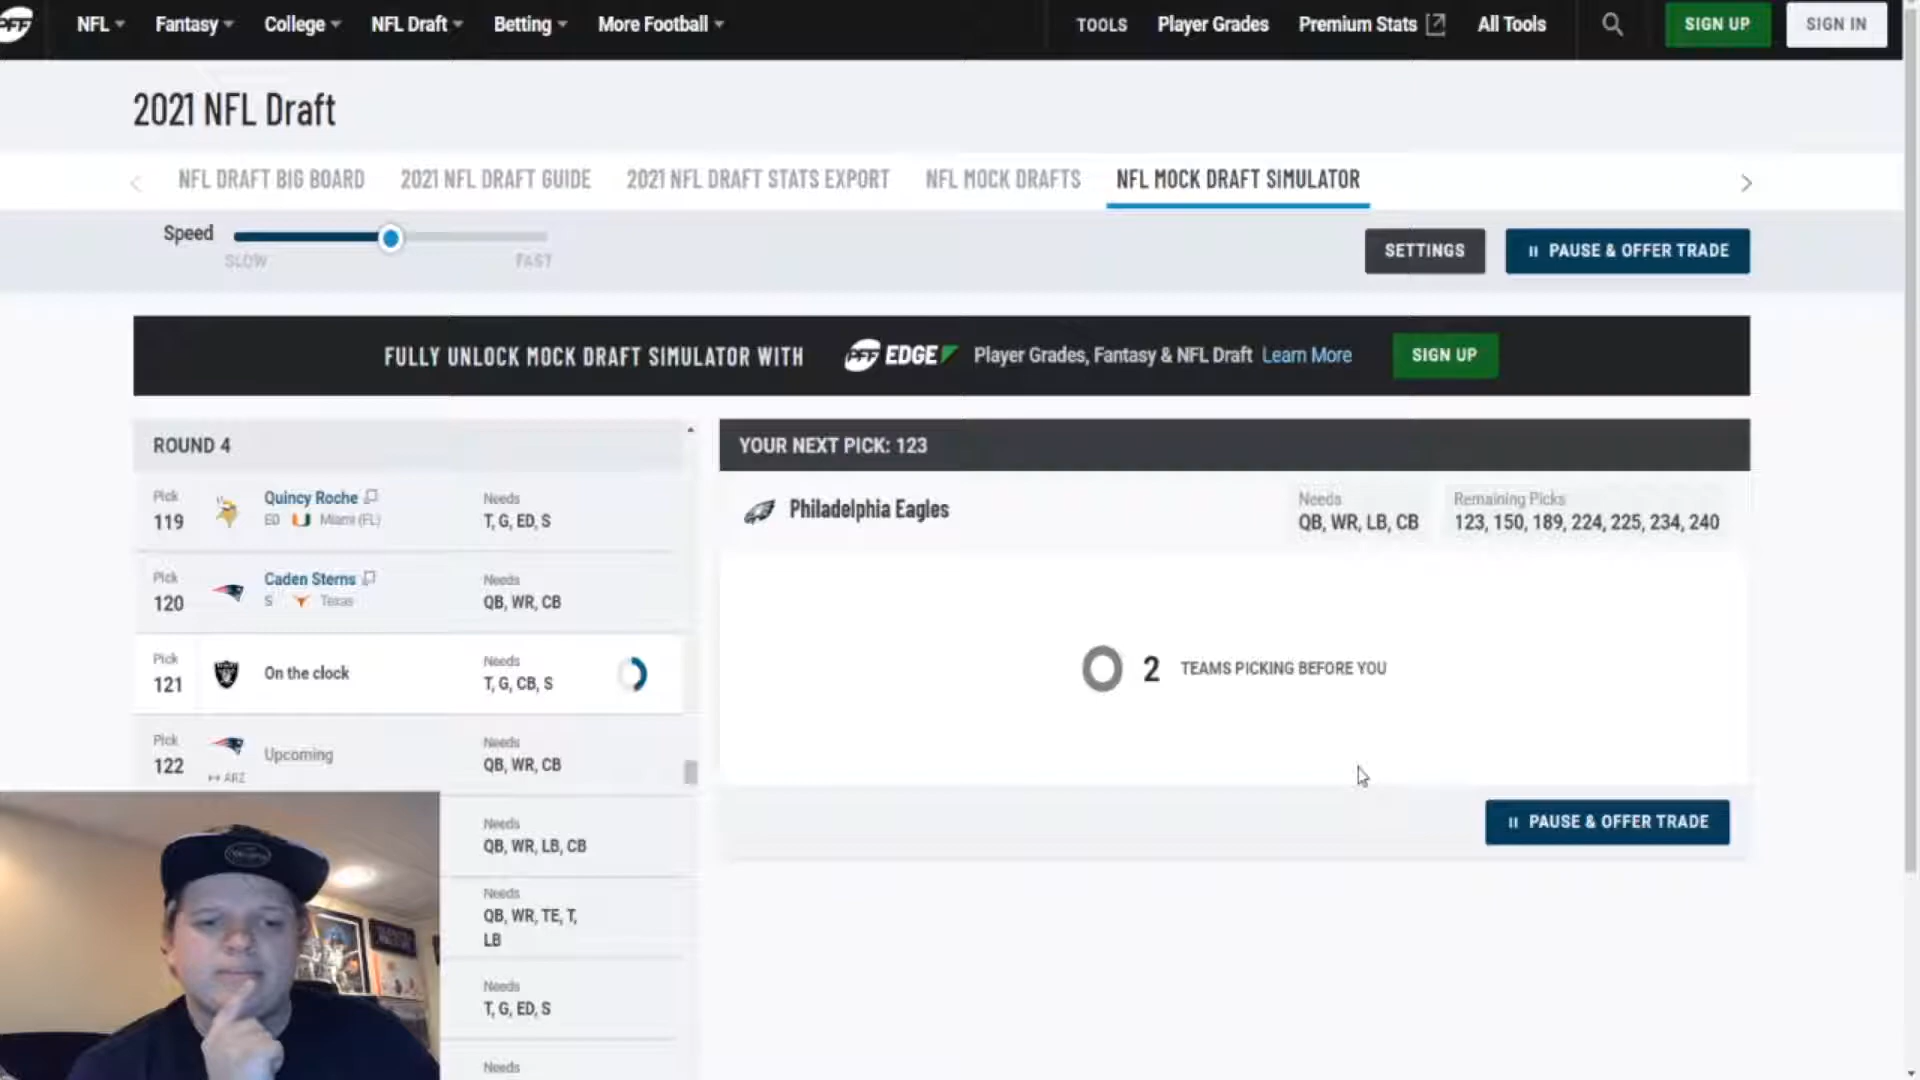 PFF NFL Fantasy College NFL Draft Betting More Football TOOLS Player Grades Premium Stats All Tools SIGN UP SIGN IN
2021 NFL Draft
NFL DRAFT BIG BOARD 2021 NFL DRAFT GUIDE 2021 NFL DRAFT STATS EXPORT NFL MOCK DRAFTS NFL MOCK DRAFT SIMULATOR
Speed
SLOW FAST
SETTINGS PAUSE & OFFER TRADE
FULLY UNLOCK MOCK DRAFT SIMULATOR WITH PFF EDGE Player Grades, Fantasy & NFL Draft Learn More SIGN UP
ROUND 4
Pick 119 Quincy Roche Needs
ED Miami (FL) T, G, ED, S
Pick 120 Caden Sterns Needs
S Texas QB, WR, CB
Pick 121 On the clock Needs
T, G, CB, S
Pick 122 Upcoming Needs
ARZ QB, WR, CB
Needs
QB, WR, LB, CB
Needs
QB, WR, TE, T,
LB
Needs
T, G, ED, S
Needs
YOUR NEXT PICK: 123
Philadelphia Eagles
Needs
QB, WR, LB, CB
Remaining Picks
123, 150, 189, 224, 225, 234, 240
2 TEAMS PICKING BEFORE YOU
PAUSE & OFFER TRADE